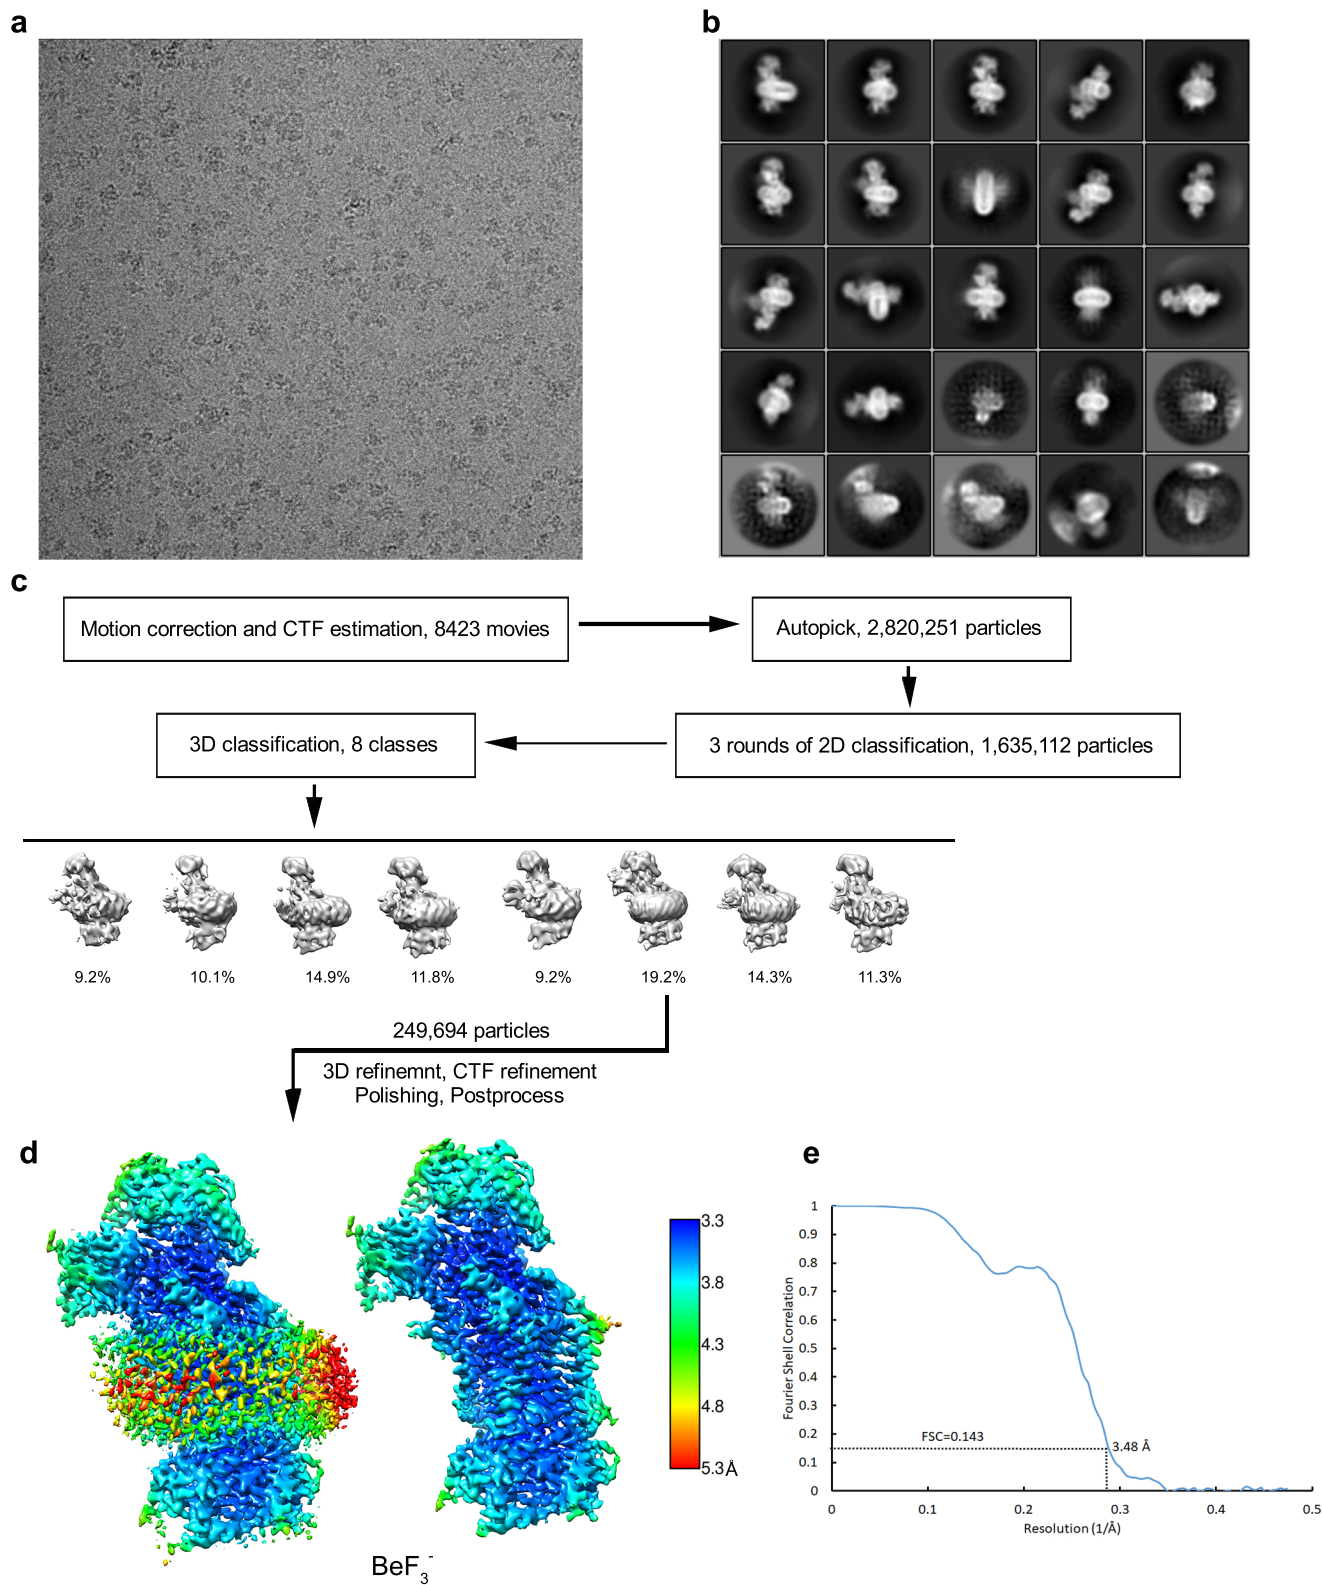 a
b
c
Motion correction and CTF estimation, 8423 movies
Autopick, 2,820,251 particles
3D classification, 8 classes
3 rounds of 2D classification, 1,635,112 particles
9.2%
10.1%
14.9%
11.8%
9.2%
19.2%
14.3%
11.3%
249,694 particles
3D refinemnt, CTF refinement
Polishing, Postprocess
d
3.3
3.8
4.3
4.8
5.3 Å
BeF3-
e
Fourier Shell Correlation
1
0.9
0.8
0.7
0.6
0.5
0.4
0.3
0.2
0.1
0
FSC=0.143
3.48 Å
0
0.1
0.2
0.3
0.4
0.5
Resolution (1/Å)